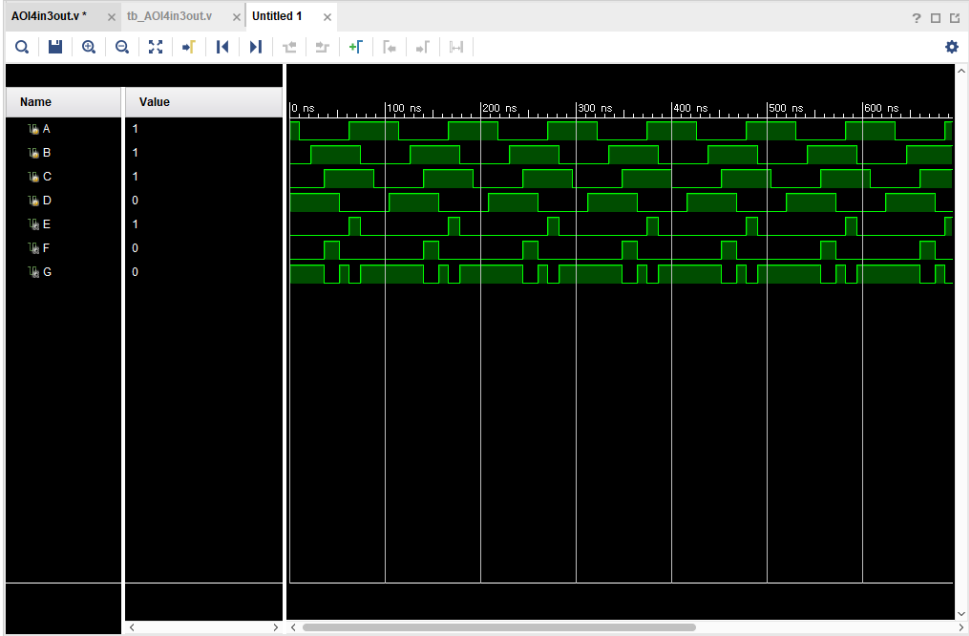 AOI4in3out.v * × tb_AOI4in3out.v × Untitled 1 ×
?
Name Value
0 ns 100 ns 200 ns 300 ns 400 ns 500 ns 600 ns
A 1
B 1
C 1
D 0
E 1
F 0
G 0